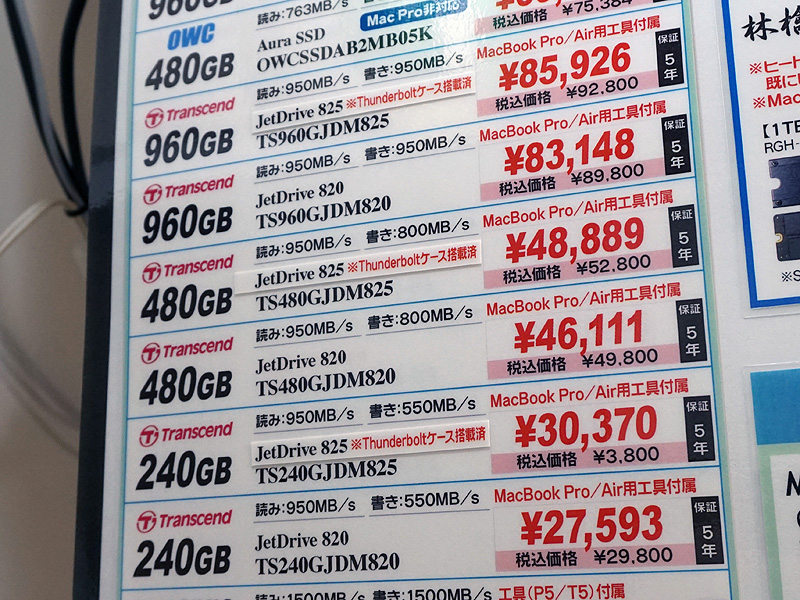 960GB
読み:763MB/s
Mac Pro非対応
税込価格 ¥75,384
OWC
480GB
Aura SSD
OWCSSDAB2MB05K
読み:950MB/s 書き:950MB/s
MacBook Pro/Air用工具付属
¥85,926
税込価格 ¥92,800
保証5年
Transcend
960GB
JetDrive 825 ※Thunderboltケース搭載済
TS960GJDM825
読み:950MB/s 書き:950MB/s
MacBook Pro/Air用工具付属
¥83,148
税込価格 ¥89,800
保証5年
Transcend
960GB
JetDrive 820
TS960GJDM820
読み:950MB/s 書き:800MB/s
MacBook Pro/Air用工具付属
¥48,889
税込価格 ¥52,800
保証5年
Transcend
480GB
JetDrive 825 ※Thunderboltケース搭載済
TS480GJDM825
読み:950MB/s 書き:800MB/s
MacBook Pro/Air用工具付属
¥46,111
税込価格 ¥49,800
保証5年
Transcend
480GB
JetDrive 820
TS480GJDM820
読み:950MB/s 書き:550MB/s
MacBook Pro/Air用工具付属
¥30,370
税込価格 ¥3,800
保証5年
Transcend
240GB
JetDrive 825 ※Thunderboltケース搭載済
TS240GJDM825
読み:950MB/s 書き:550MB/s
MacBook Pro/Air用工具付属
¥27,593
税込価格 ¥29,800
保証5年
Transcend
240GB
JetDrive 820
TS240GJDM820
読み:1500MB/s 書き:1500MB/s
工具(P5/T5)付属
※ヒート
既に
※Mac
【1TE
RGH-
※S